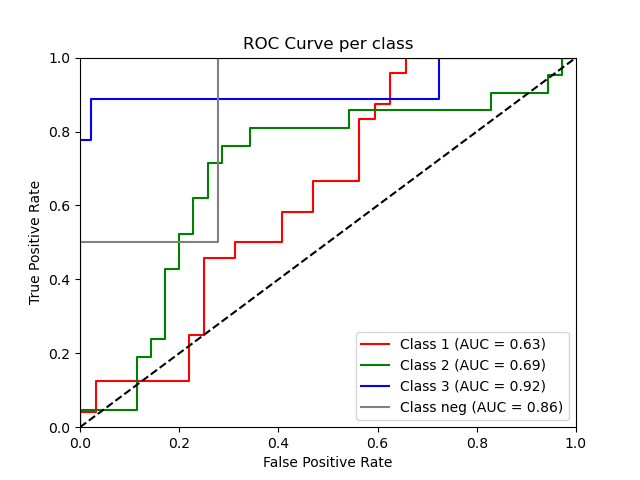 ROC Curve per class
True Positive Rate
1.0
0.8
0.6
0.4
0.2
0.0
Class 1 (AUC = 0.63)
Class 2 (AUC = 0.69)
Class 3 (AUC = 0.92)
Class neg (AUC = 0.86)
0.0 0.2 0.4 0.6 0.8 1.0
False Positive Rate